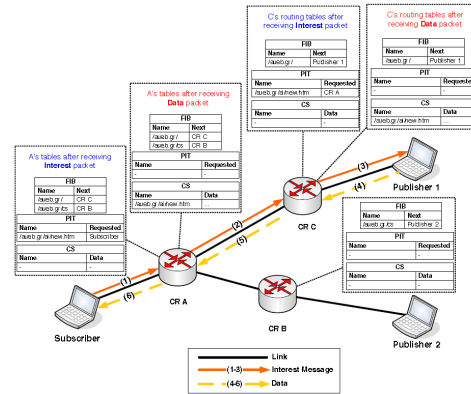 C's routing tables after
receiving Interest packet
FIB
Name Next
/aueb.gr/ Publisher 1
PIT
Name Requested
/aueb.gr/ai/new.htm CR A
CS
Name Data
- -
C's routing tables after
receiving Data packet
FIB
Name Next
/aueb.gr/ Publisher 1
PIT
Name Requested
- -
CS
Name Data
/aueb.gr/ai/new.htm ...
A's tables after receiving
Data packet
FIB
Name Next
/aueb.gr/ CR C
/aueb.gr/cs CR B
PIT
Name Requested
- -
CS
Name Data
/aueb.gr/ai/new.htm ...
A's tables after receiving
Interest packet
FIB
Name Next
/aueb.gr/ CR C
/aueb.gr/cs CR B
PIT
Name Requested
/aueb.gr/ai/new.htm Subscriber
CS
Name Data
- -
FIB
Name Next
/aueb.gr/cs Publisher 2
PIT
Name Requested
- -
CS
Name Data
- -
(1)
(2)
(3)
(4)
(5)
(6)
Publisher 1
CR C
CR A
CR B
Subscriber
Publisher 2
Link
(1-3) Interest Message
(4-6) Data